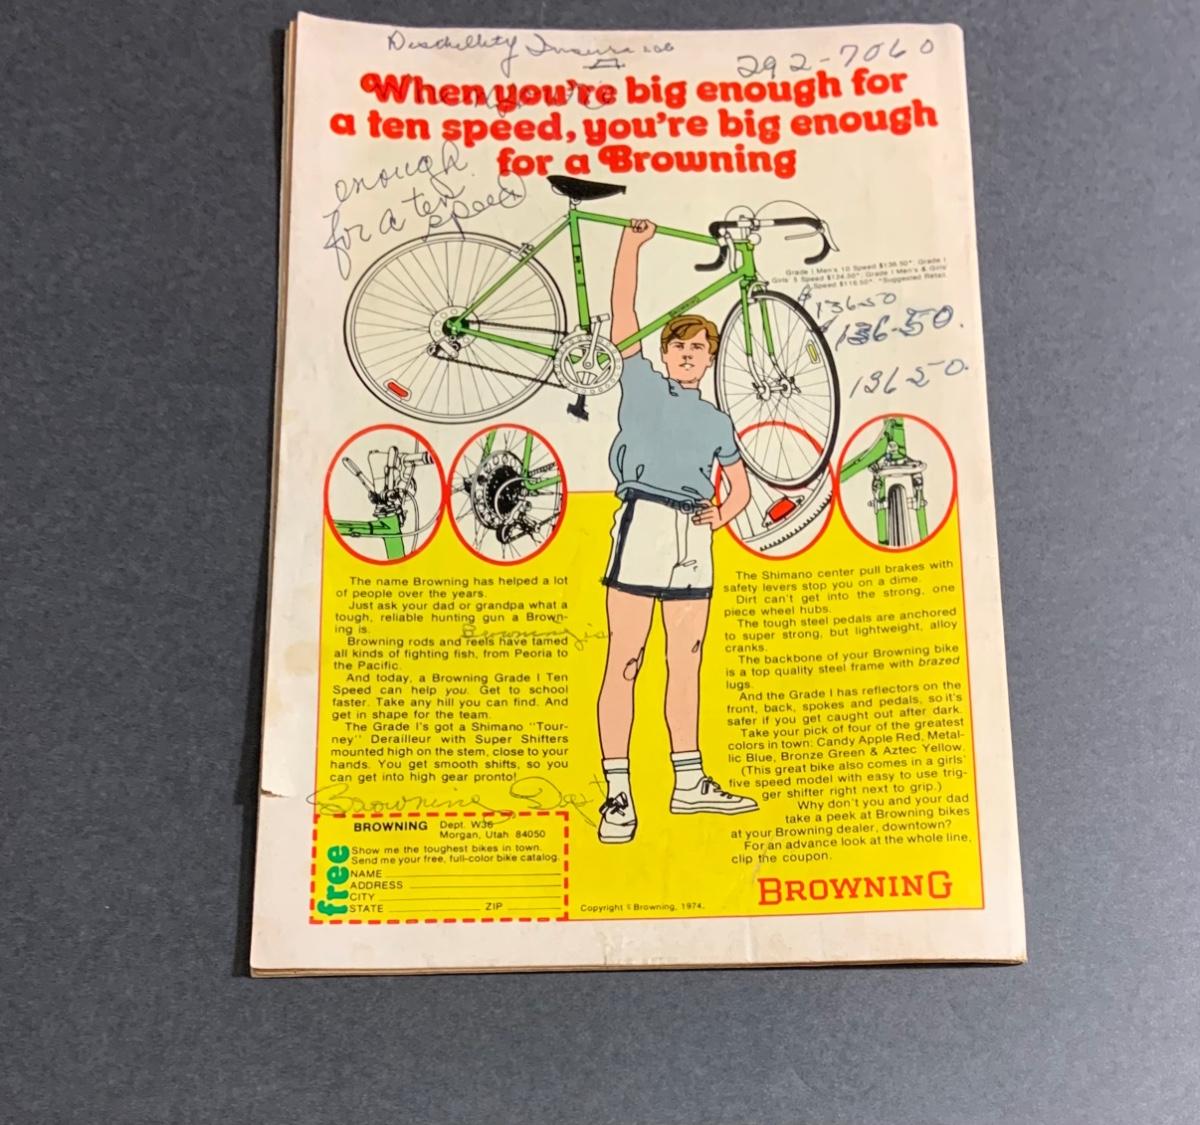 292-7060
When you're big enough for
a ten speed, you're big enough
for a Browning
enough
for a ten
speed
Grade I Men's 10 Speed $136.50*; Grade I
Girls' 5 Speed $124.50*; Grade I Men's & Girls'
Speed $116.50*. *Suggested Retail.
$136-50
$136-50.
136 50.
BROWNING
The name Browning has helped a lot
of people over the years.
Just ask your dad or grandpa what a
tough, reliable hunting gun a Brown-
ing is.
Browning is
Browning rods and reels have tamed
all kinds of fighting fish, from Peoria to
the Pacific.
And today, a Browning Grade I Ten
Speed can help you. Get to school
faster. Take any hill you can find. And
get in shape for the team.
The Grade I's got a Shimano "Tour-
ney" Derailleur with Super Shifters
mounted high on the stem, close to your
hands. You get smooth shifts, so you
can get into high gear pronto!
Browning
The Shimano center pull brakes with
safety levers stop you on a dime.
Dirt can't get into the strong, one
piece wheel hubs.
The tough steel pedals are anchored
to super strong, but lightweight, alloy
cranks.
The backbone of your Browning bike
is a top quality steel frame with brazed
lugs.
And the Grade I has reflectors on the
front, back, spokes and pedals, so it's
safer if you get caught out after dark.
Take your pick of four of the greatest
colors in town: Candy Apple Red, Metal-
lic Blue, Bronze Green & Aztec Yellow.
(This great bike also comes in a girls'
five speed model with easy to use trig-
ger shifter right next to grip.)
Why don't you and your dad
take a peek at Browning bikes
at your Browning dealer, downtown?
For an advance look at the whole line,
clip the coupon.
BROWNING
free
BROWNING Dept. W36
Morgan, Utah 84050
Show me the toughest bikes in town.
Send me your free, full-color bike catalog.
NAME
ADDRESS
CITY
STATE ZIP
Copyright © Browning, 1974.